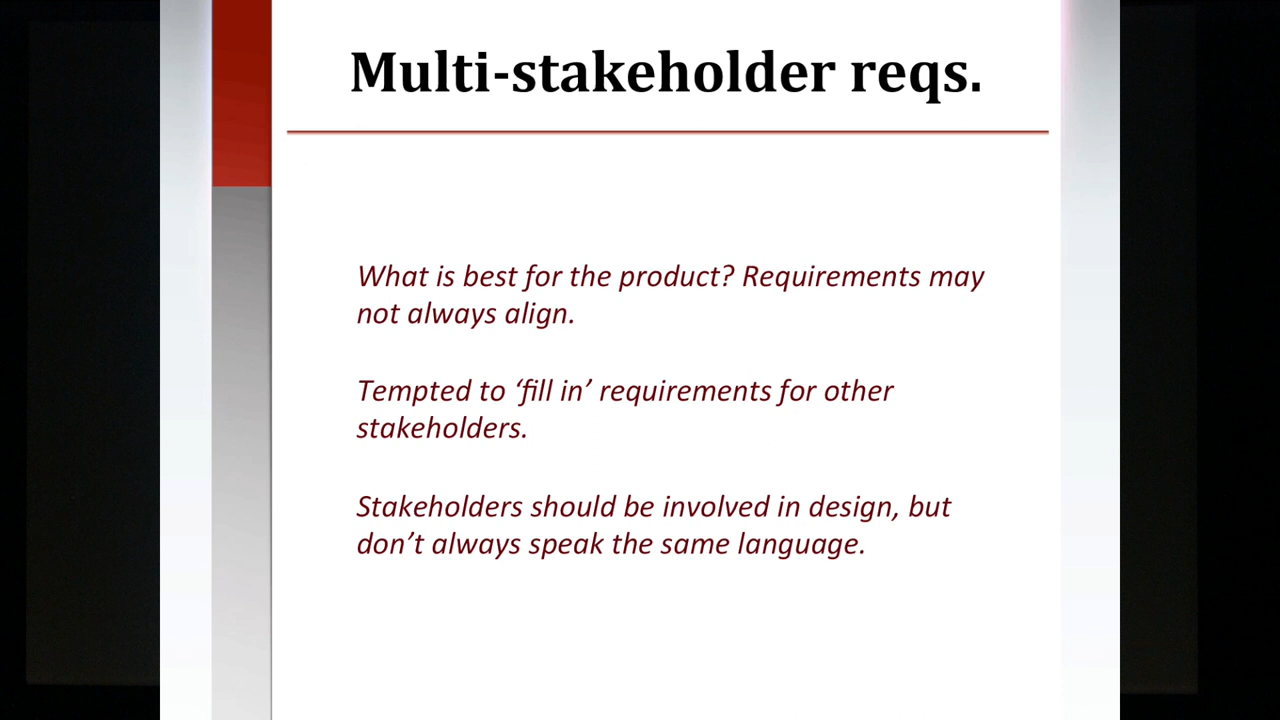 Multi-stakeholder reqs.
What is best for the product? Requirements may
not always align.
Tempted to ‘fill in’ requirements for other
stakeholders.
Stakeholders should be involved in design, but
don’t always speak the same language.